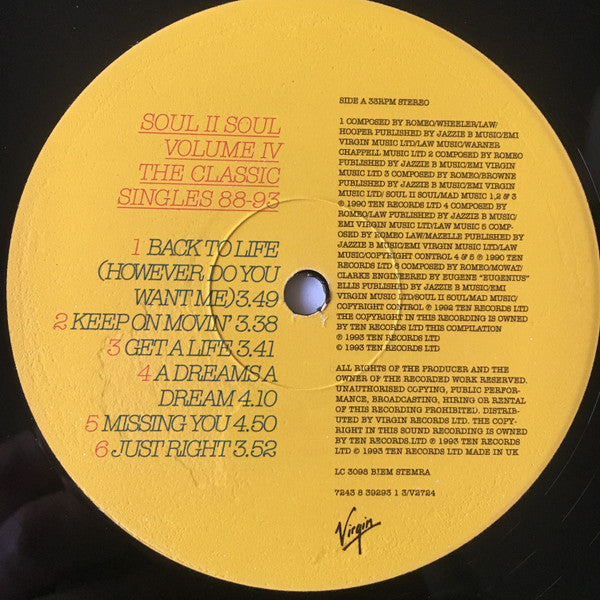 SOUL II SOUL
VOLUME IV
THE CLASSIC
SINGLES 88-93
1 BACK TO LIFE
(HOWEVER DO YOU
WANT ME) 3.49
2 KEEP ON MOVIN' 3.38
3 GET A LIFE 3.41
4 A DREAMS A
DREAM 4.10
5 MISSING YOU 4.50
6 JUST RIGHT 3.52
SIDE A 33RPM STEREO
1 COMPOSED BY ROMEO/WHEELER/LAW/
HOOPER PUBLISHED BY JAZZIE B MUSIC/EMI
VIRGIN MUSIC LTD/LAW MUSIC/WARNER
CHAPPELL MUSIC LTD 2 COMPOSED BY ROMEO
PUBLISHED BY JAZZIE B MUSIC/EMI VIRGIN
MUSIC LTD 3 COMPOSED BY ROMEO/BROWNE
PUBLISHED BY JAZZIE B MUSIC/EMI VIRGIN
MUSIC LTD/ SOUL II SOUL/MAD MUSIC 1,2 & 3
℗ 1990 TEN RECORDS LTD 4 COMPOSED BY
ROMEO/LAW PUBLISHED BY JAZZIE B MUSIC/
EMI VIRGIN MUSIC LTD/LAW MUSIC 5 COMP-
OSED BY ROMEO LAW/MAZELLE PUBLISHED BY
JAZZIE B MUSIC/EMI VIRGIN MUSIC LTD/LAW
MUSIC/COPYRIGHT CONTROL 4 & 5 ℗ 1990 TEN
RECORDS LTD 6 COMPOSED BY ROMEO/MOWAT/
CLARKE ENGINEERED BY EUGENE "EUGENIUS"
ELLIS PUBLISHED BY JAZZIE B MUSIC/EMI
VIRGIN MUSIC LTD/SOUL II SOUL/MAD MUSIC/
COPYRIGHT CONTROL ℗ 1992 TEN RECORDS LTD
THE COPYRIGHT IN THIS RECORDING IS OWNED
BY TEN RECORDS LTD THIS COMPILATION
℗ 1993 TEN RECORDS LTD
© 1993 TEN RECORDS LTD
ALL RIGHTS OF THE PRODUCER AND THE
OWNER OF THE RECORDED WORK RESERVED.
UNAUTHORISED COPYING, PUBLIC PERFOR-
MANCE, BROADCASTING, HIRING OR RENTAL
OF THIS RECORDING PROHIBITED. DISTRIB-
UTED BY VIRGIN RECORDS LTD. THE COPY-
RIGHT IN THIS SOUND RECORDING IS OWNED
BY TEN RECORDS LTD ℗ 1993 TEN RECORDS
LTD © 1993 TEN RECORDS LTD MADE IN UK
LC 3098 BIEM STEMRA
7243 8 39293 1 3/V2724
Virgin